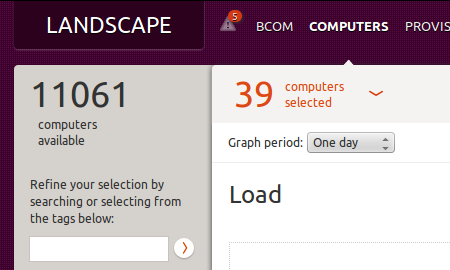 LANDSCAPE
5
BCOM COMPUTERS PROVIS
11061
computers
available
Refine your selection by
searching or selecting from
the tags below:
39 computers
selected
Graph period: One day
Load